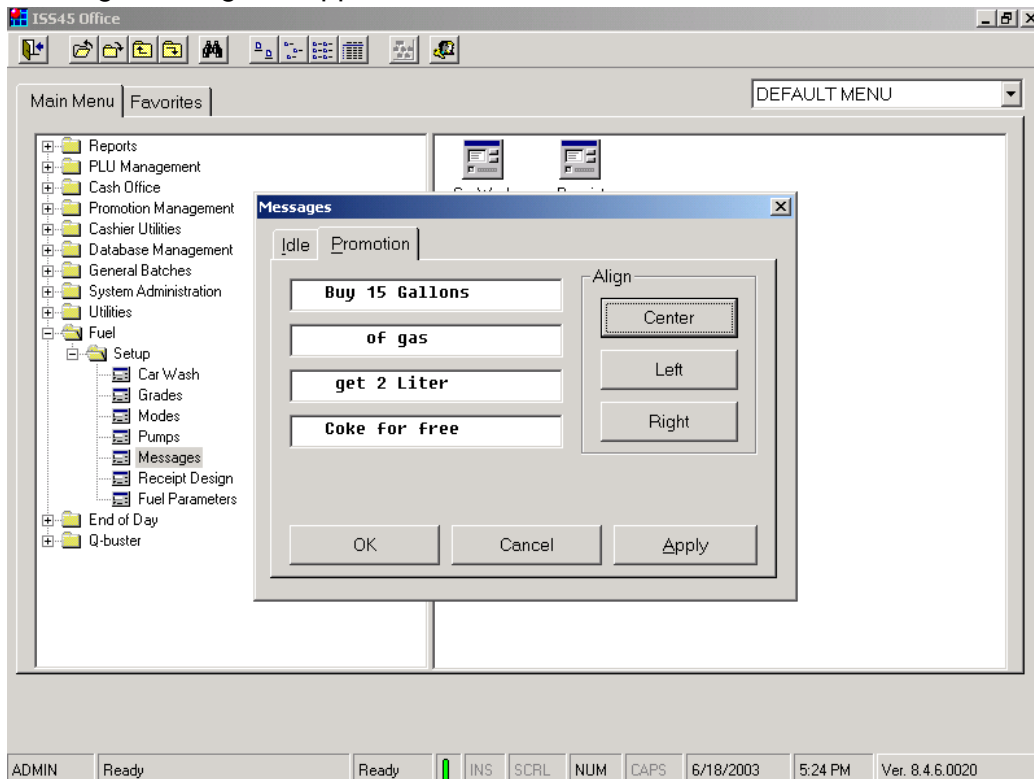 ISS45 Office
Main Menu Favorites DEFAULT MENU
Reports
PLU Management
Cash Office
Promotion Management
Cashier Utilities
Database Management
General Batches
System Administration
Utilities
Fuel
Setup
Car Wash
Grades
Modes
Pumps
Messages
Receipt Design
Fuel Parameters
End of Day
Q-buster
Messages
Idle Promotion
Buy 15 Gallons
of gas
get 2 Liter
Coke for free
Align
Center
Left
Right
OK Cancel Apply
ADMIN Ready Ready INS SCRL NUM CAPS 6/18/2003 5:24 PM Ver. 8.4.6.0020